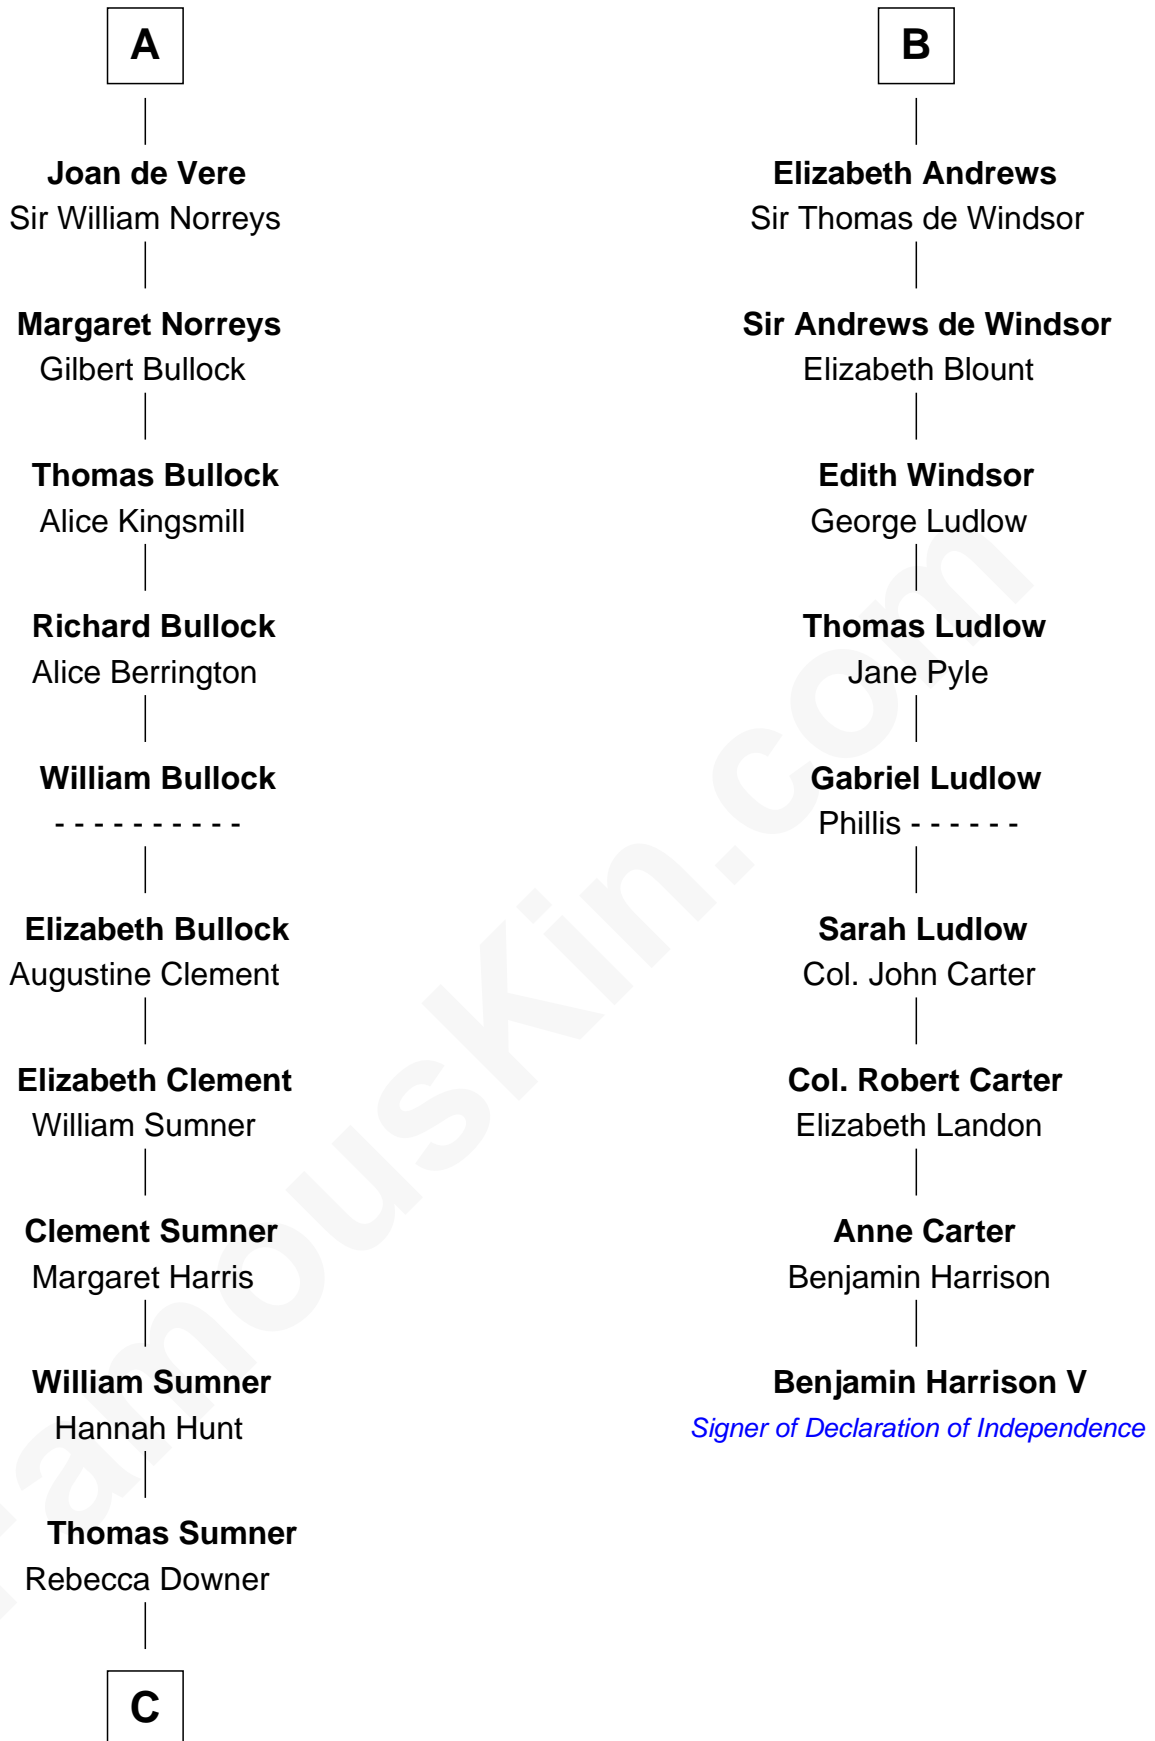 A
Joan de Vere
Sir William Norreys
Margaret Norreys
Gilbert Bullock
Thomas Bullock
Alice Kingsmill
Richard Bullock
Alice Berrington
William Bullock
- - - - - - - - - -
Elizabeth Bullock
Augustine Clement
Elizabeth Clement
William Sumner
Clement Sumner
Margaret Harris
William Sumner
Hannah Hunt
Thomas Sumner
Rebecca Downer
C
B
Elizabeth Andrews
Sir Thomas de Windsor
Sir Andrews de Windsor
Elizabeth Blount
Edith Windsor
George Ludlow
Thomas Ludlow
Jane Pyle
Gabriel Ludlow
Phillis - - - - - -
Sarah Ludlow
Col. John Carter
Col. Robert Carter
Elizabeth Landon
Anne Carter
Benjamin Harrison
Benjamin Harrison V
Signer of Declaration of Independence
FamousKin.com